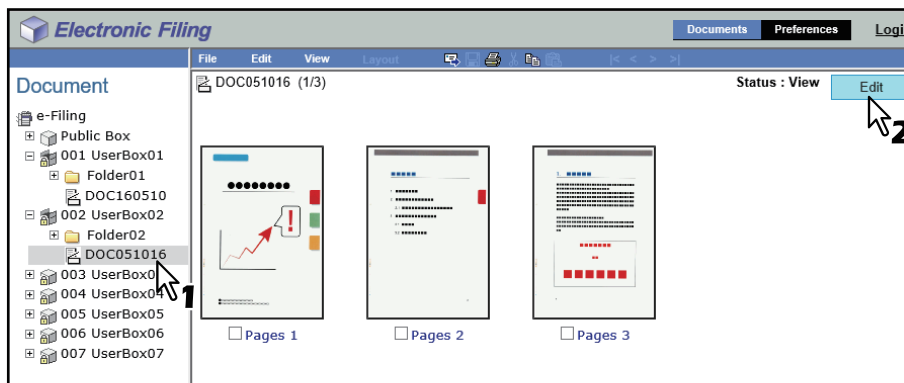 Electronic Filing
Documents Preferences Logi
File Edit View Layout |< < > >|
Document
DOC051016 (1/3) Status : View Edit
2
e-Filing
Public Box
001 UserBox01
Folder01
DOC160510
002 UserBox02
Folder02
DOC051016
1
003 UserBox0
004 UserBox04
005 UserBox05
006 UserBox06
007 UserBox07
!
Pages 1 Pages 2 Pages 3